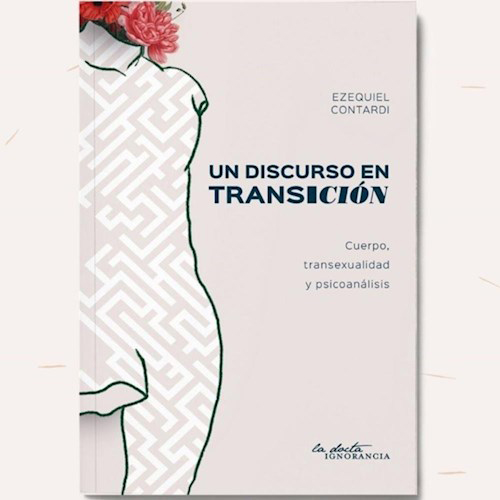 EZEQUIEL
CONTARDI
UN DISCURSO EN
TRANSICIÓN
Cuerpo,
transexualidad
y psicoanálisis
la docta
IGNORANCIA